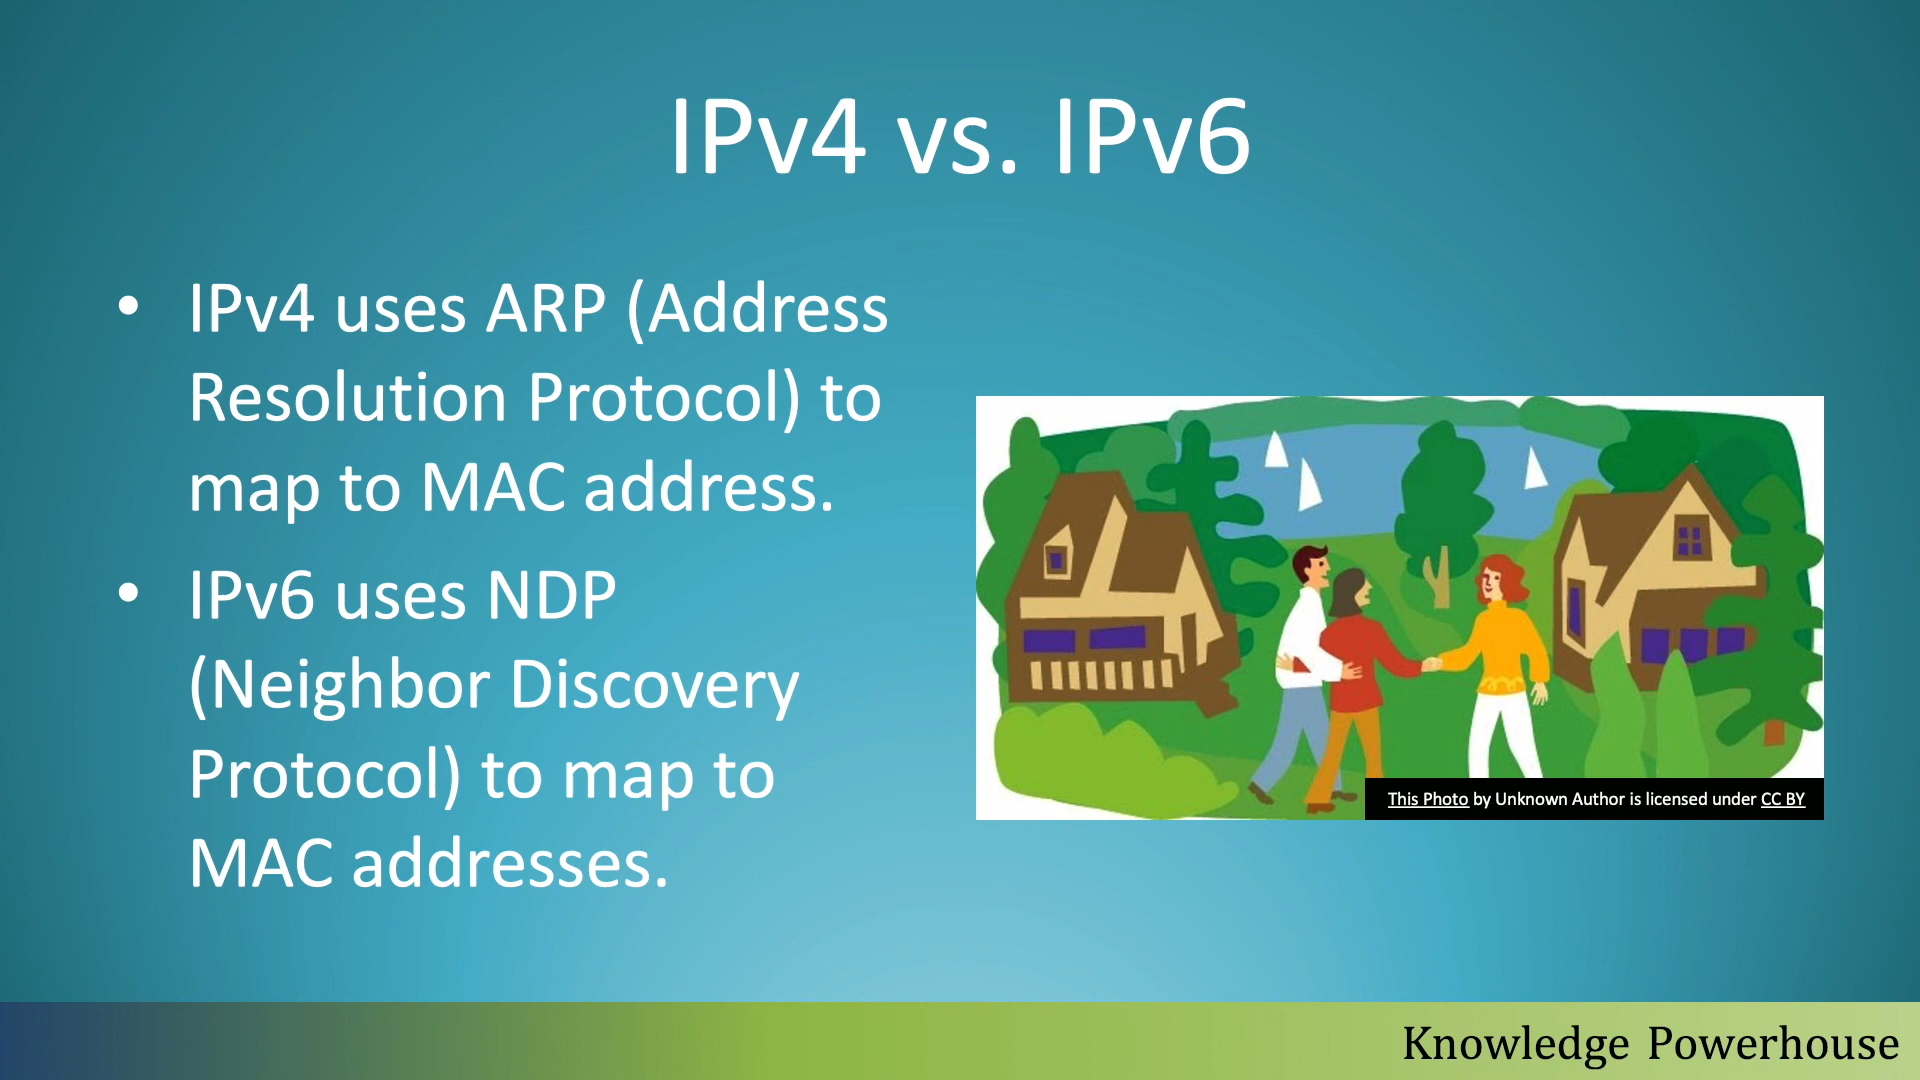 IPv4 vs. IPv6
• IPv4 uses ARP (Address
Resolution Protocol) to
map to MAC address.
• IPv6 uses NDP
(Neighbor Discovery
Protocol) to map to
MAC addresses.
This Photo by Unknown Author is licensed under CC BY
Knowledge Powerhouse